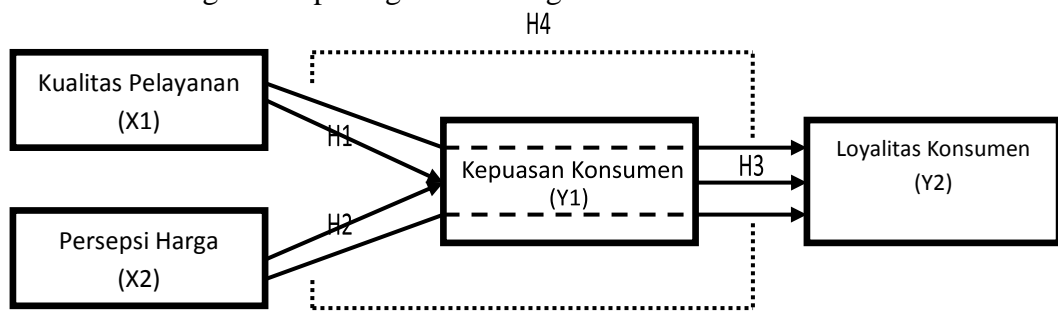 H4
Kualitas Pelayanan
(X1)
H1
Kepuasan Konsumen
(Y1)
H3
Loyalitas Konsumen
(Y2)
H2
Persepsi Harga
(X2)